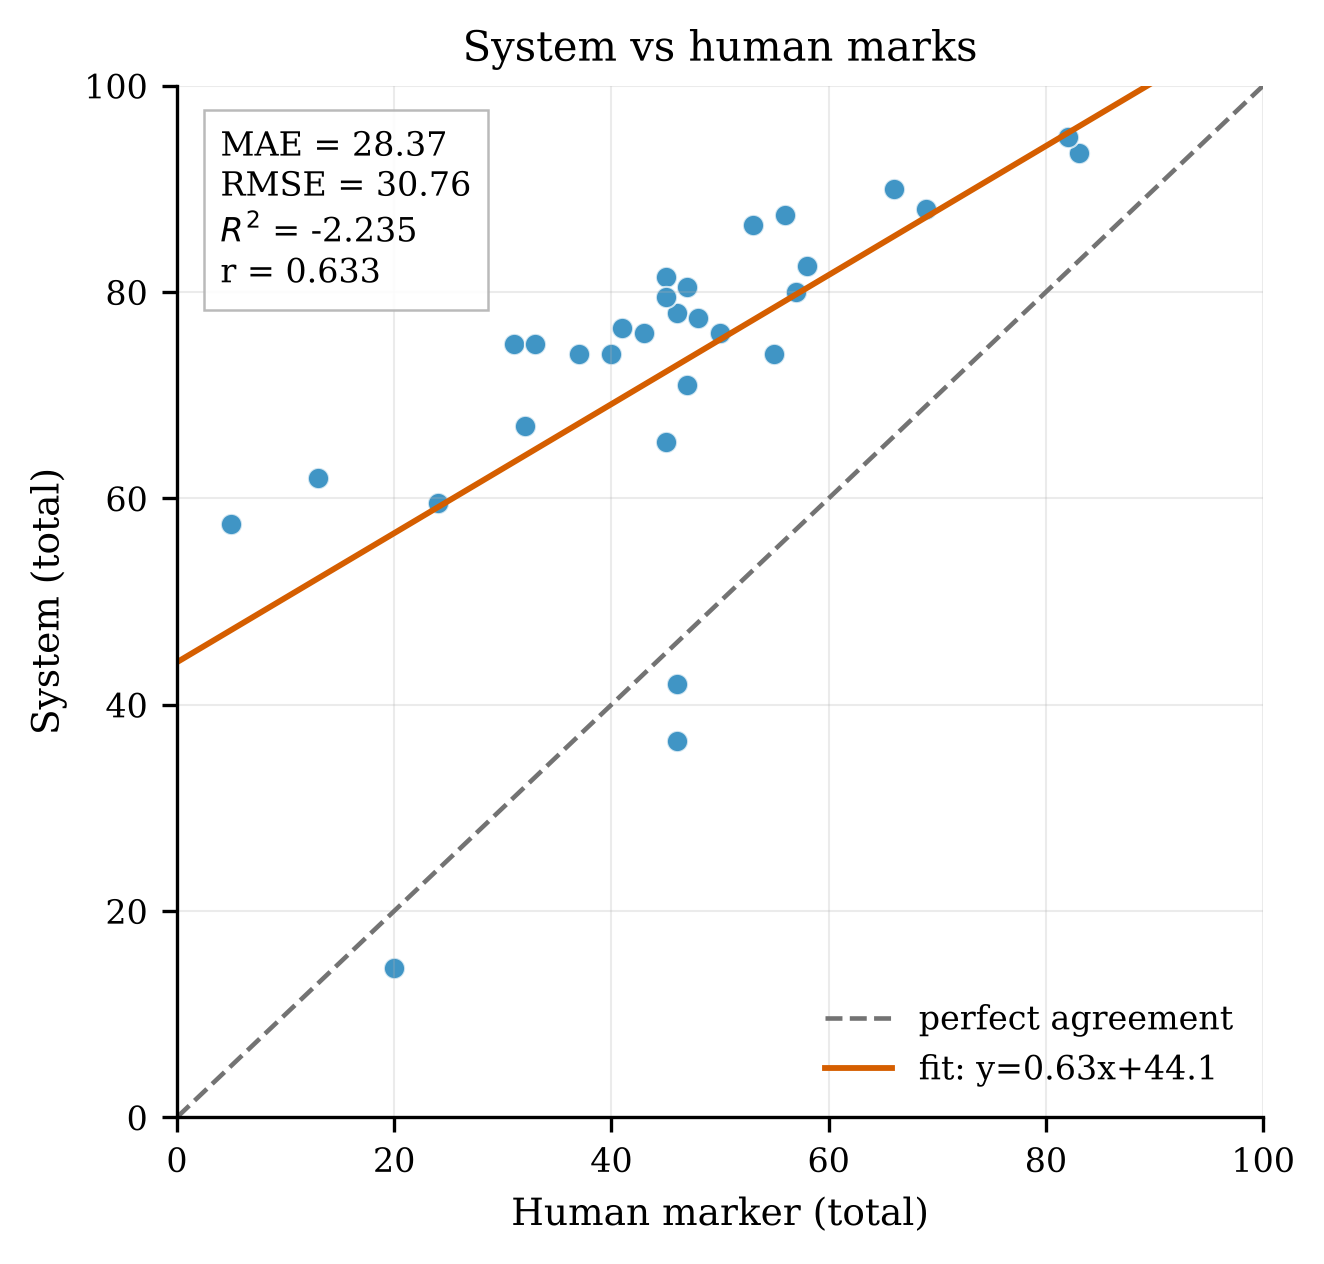 System vs human marks
MAE = 28.37
RMSE = 30.76
R² = -2.235
r = 0.633
100
80
60
40
20
0
System (total)
perfect agreement
fit: y=0.63x+44.1
0 20 40 60 80 100
Human marker (total)